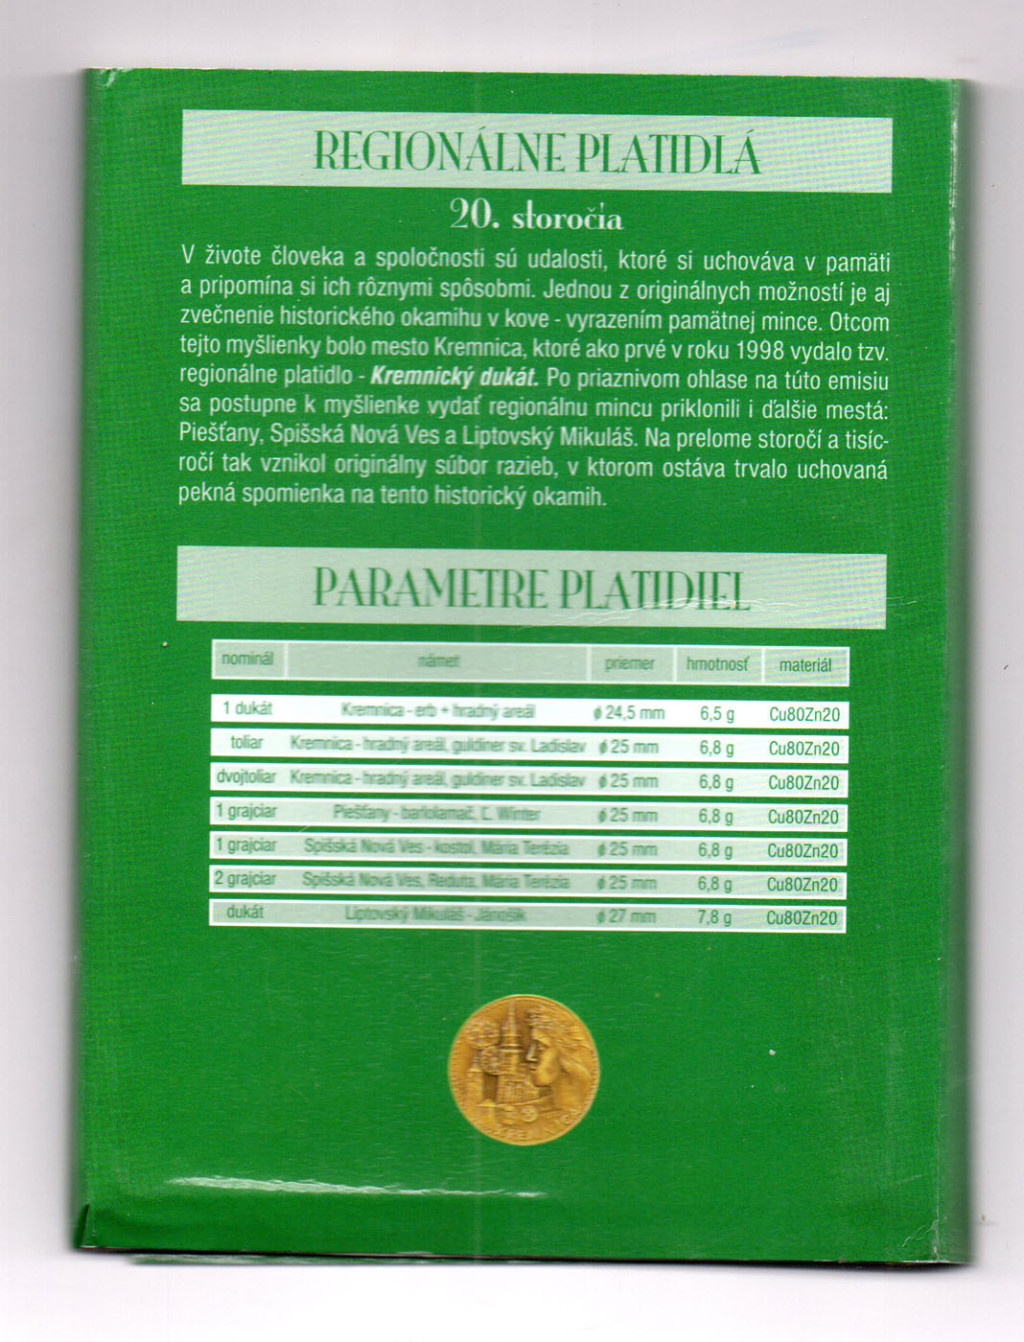 REGIONÁLNE PLATIDLÁ
20. storočia
V živote človeka a spoločnosti sú udalosti, ktoré si uchováva v pamäti
a pripomína si ich rôznymi spôsobmi. Jednou z originálnych možností je aj
zvečnenie historického okamihu v kove - vyrazením pamätnej mince. Otcom
tejto myšlienky bolo mesto Kremnica, ktoré ako prvé v roku 1998 vydalo tzv.
regionálne platidlo - Kremnický dukát. Po priaznivom ohlase na túto emisiu
sa postupne k myšlienke vydať regionálnu mincu priklonili i ďalšie mestá:
Piešťany, Spišská Nová Ves a Liptovský Mikuláš. Na prelome storočí a tisíc-
ročí tak vznikol originálny súbor razieb, v ktorom ostáva trvalo uchovaná
pekná spomienka na tento historický okamih.
PARAMETRE PLATIDIEL
nominál námet priemer hmotnosť materiál
1 dukát Kremnica - erb + hradný areál ϕ 24,5 mm 6,5 g Cu80Zn20
toliar Kremnica - hradný areál, guldiner sv. Ladislav ϕ 25 mm 6,8 g Cu80Zn20
dvojtoliar Kremnica - hradný areál, guldiner sv. Ladislav ϕ 25 mm 6,8 g Cu80Zn20
1 grajciar Piešťany - barlolamač, Ľ. Winter ϕ 25 mm 6,8 g Cu80Zn20
1 grajciar Spišská Nová Ves - kostol, Mária Terézia ϕ 25 mm 6,8 g Cu80Zn20
2 grajciar Spišská Nová Ves, Reduta, Mária Terézia ϕ 25 mm 6,8 g Cu80Zn20
dukát Liptovský Mikuláš - Jánošík ϕ 27 mm 7,8 g Cu80Zn20